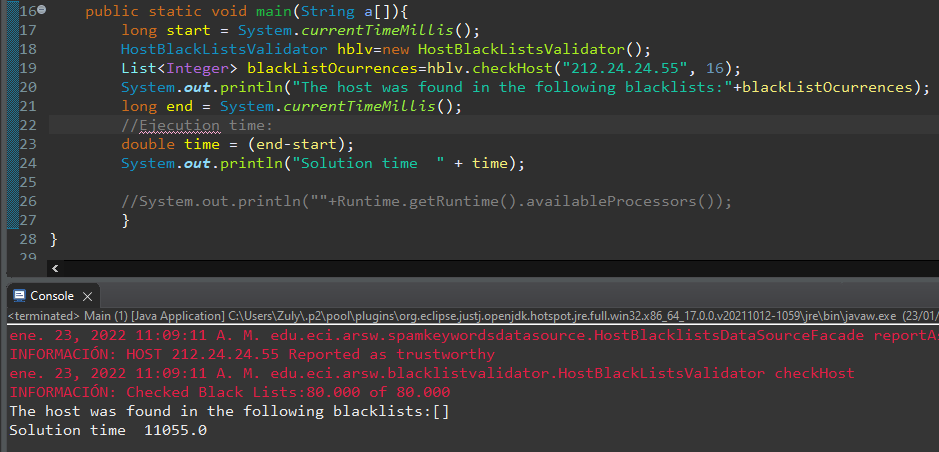 16 public static void main(String a[]){
17 long start = System.currentTimeMillis();
18 HostBlackListsValidator hblv=new HostBlackListsValidator();
19 List<Integer> blackListOcurrences=hblv.checkHost("212.24.24.55", 16);
20 System.out.println("The host was found in the following blacklists:"+blackListOcurrences);
21 long end = System.currentTimeMillis();
22 //Ejecution time:
23 double time = (end-start);
24 System.out.println("Solution time  " + time);
25
26 //System.out.println(""+Runtime.getRuntime().availableProcessors());
27 }
28 }
29
Console
<terminated> Main (1) [Java Application] C:\Users\Zuly\.p2\pool\plugins\org.eclipse.justj.openjdk.hotspot.jre.full.win32.x86_64_17.0.0.v20211012-1059\jre\bin\javaw.exe (23/01/
ene. 23, 2022 11:09:11 A. M. edu.eci.arsw.spamkeywordsdatasource.HostBlacklistsDataSourceFacade reportAs
INFORMACIÓN: HOST 212.24.24.55 Reported as trustworthy
ene. 23, 2022 11:09:11 A. M. edu.eci.arsw.blacklistvalidator.HostBlackListsValidator checkHost
INFORMACIÓN: Checked Black Lists:80.000 of 80.000
The host was found in the following blacklists:[]
Solution time  11055.0